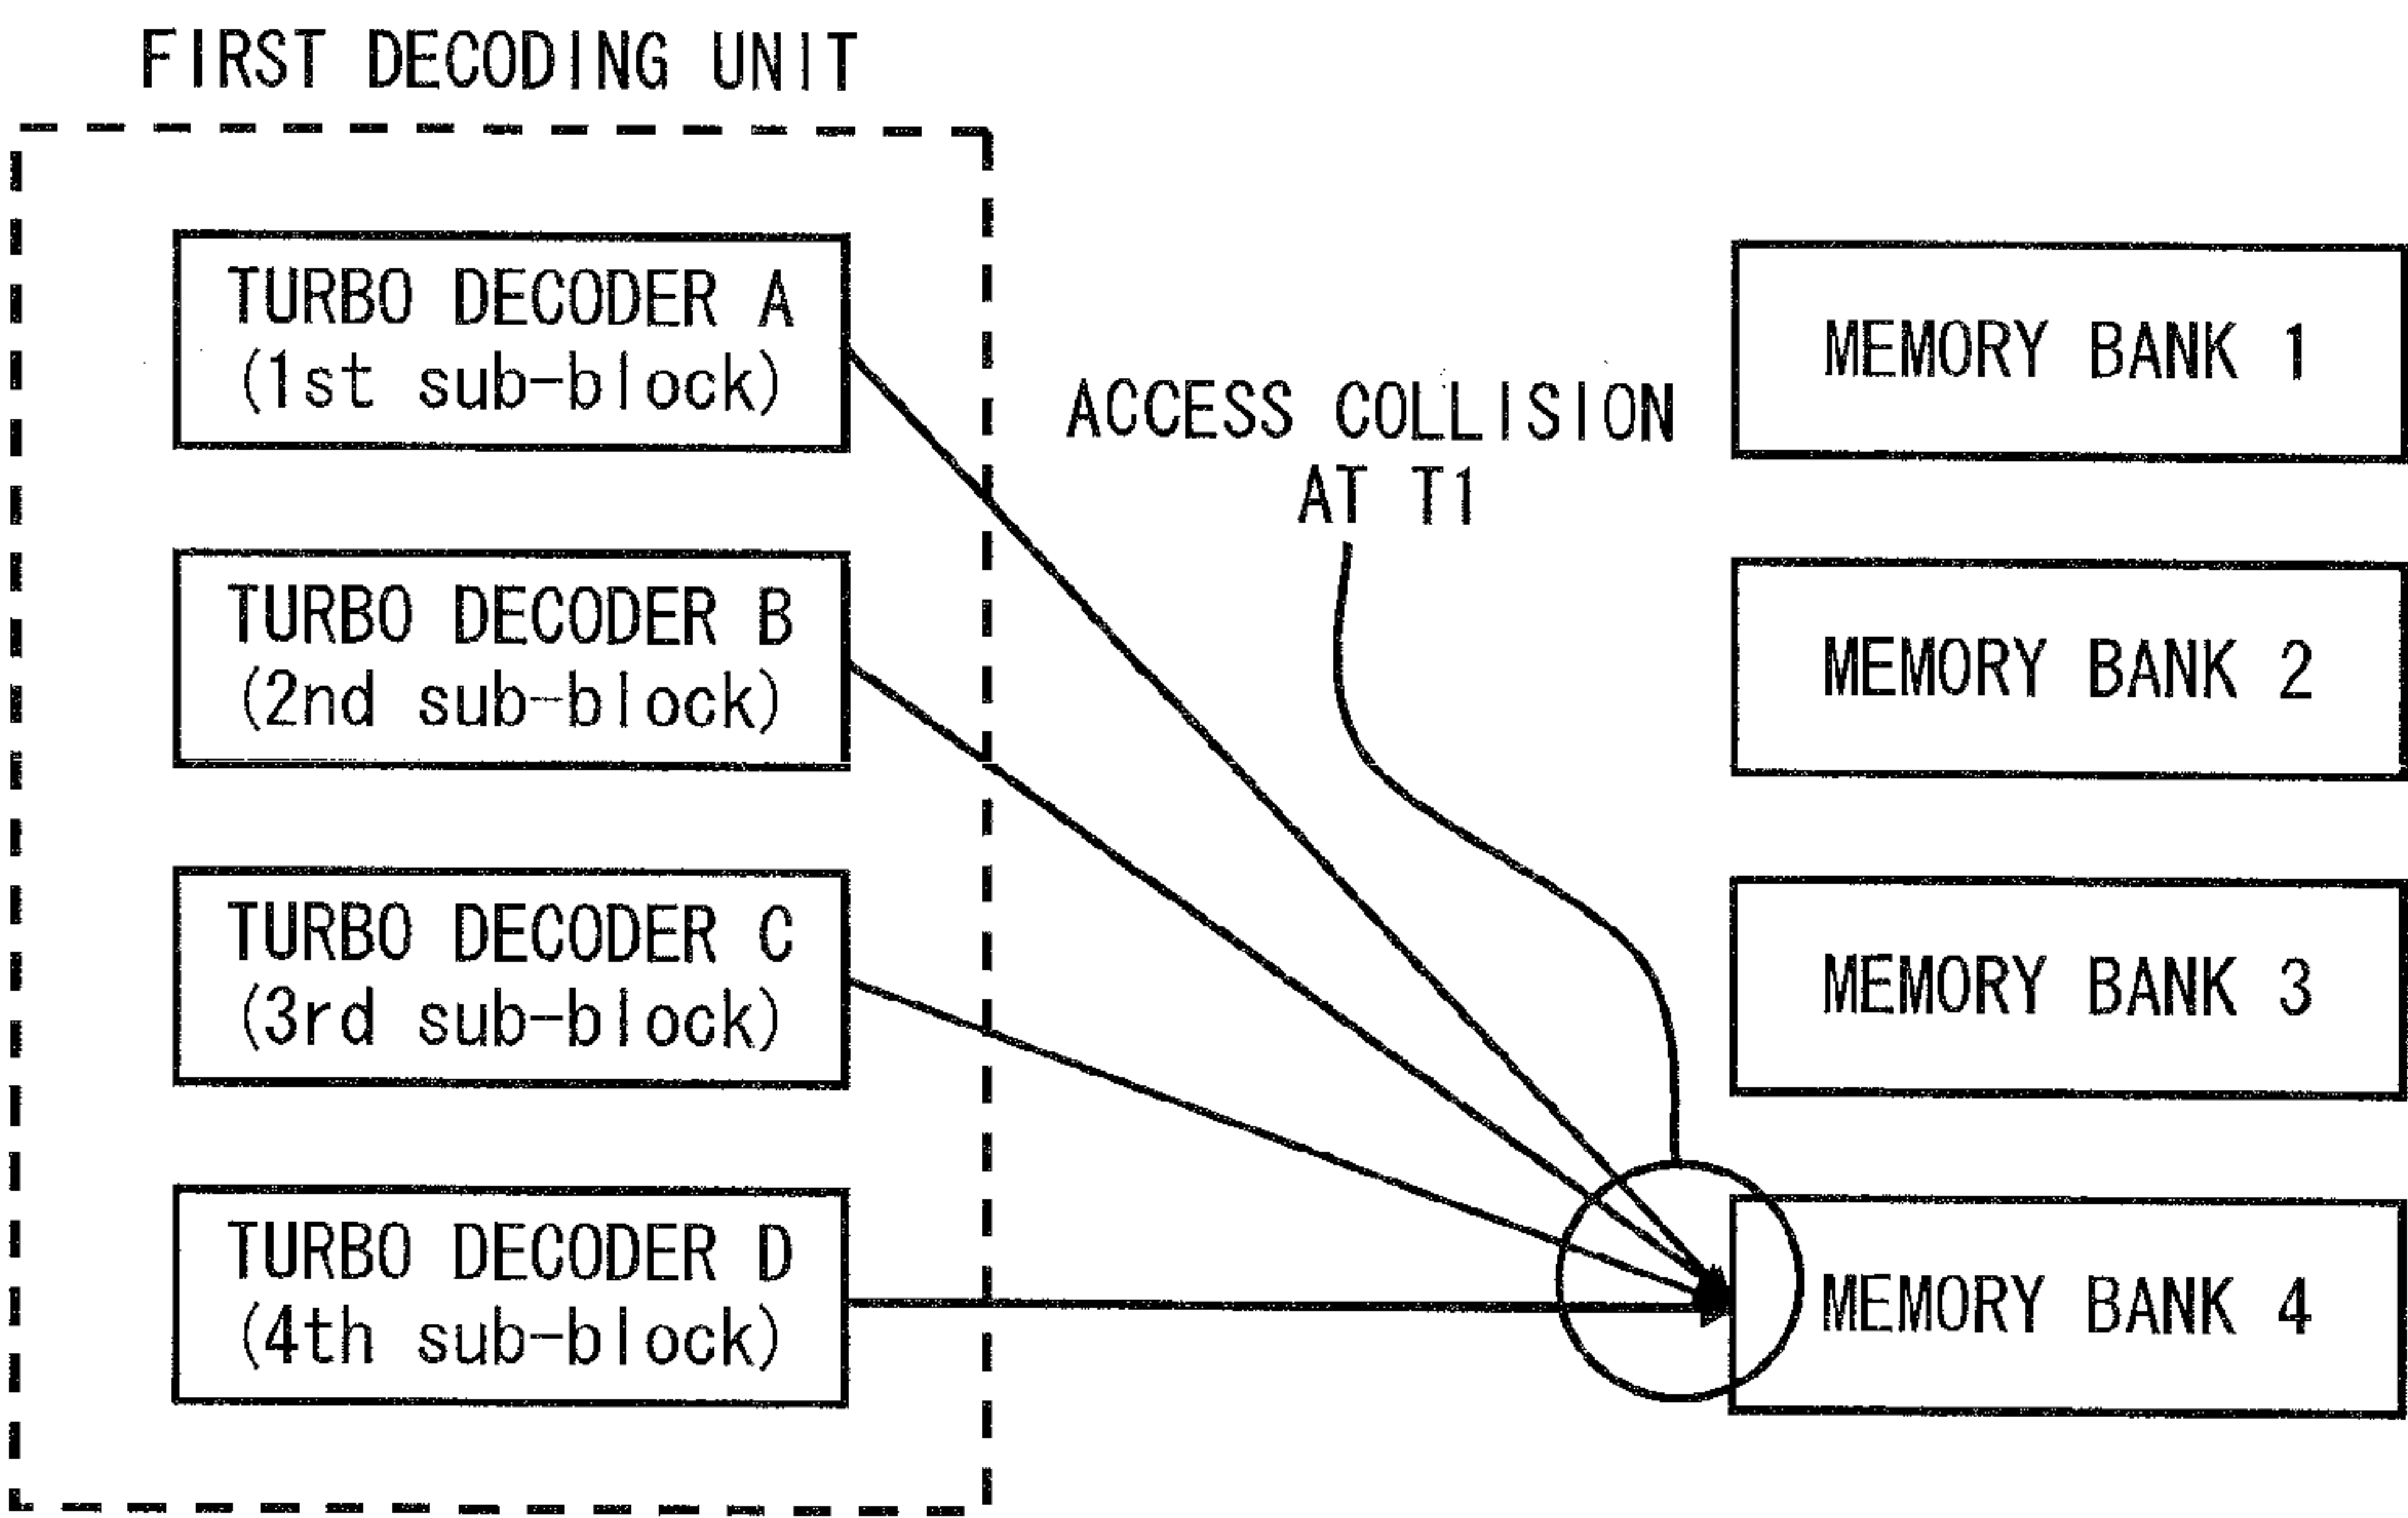 FIRST DECODING UNIT
TURBO DECODER A
(1st sub-block)
TURBO DECODER B
(2nd sub-block)
TURBO DECODER C
(3rd sub-block)
TURBO DECODER D
(4th sub-block)
ACCESS COLLISION
AT T1
MEMORY BANK 1
MEMORY BANK 2
MEMORY BANK 3
MEMORY BANK 4